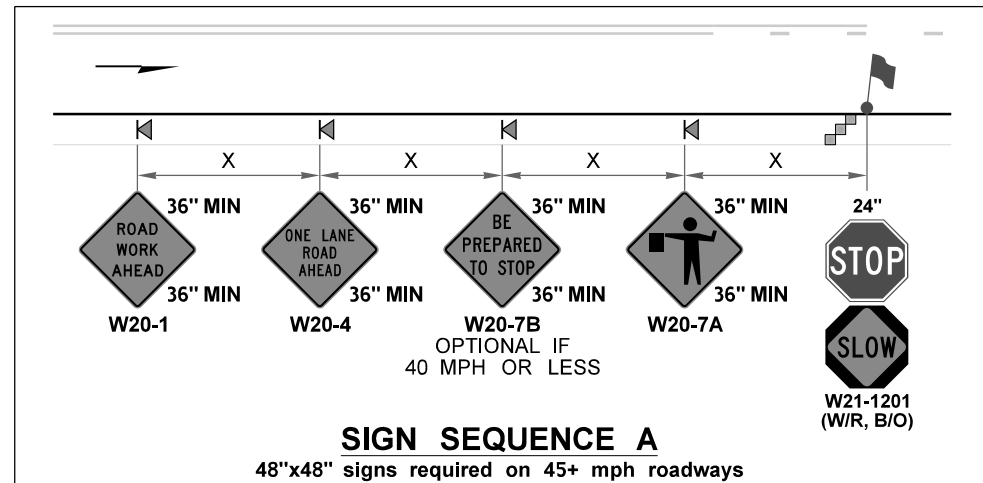 X X X X
36" MIN 36" MIN 36" MIN 36" MIN 24"
ROAD
WORK
AHEAD
ONE LANE
ROAD
AHEAD
BE
PREPARED
TO STOP
STOP
36" MIN 36" MIN 36" MIN 36" MIN
W20-1 W20-4 W20-7B W20-7A
OPTIONAL IF
40 MPH OR LESS
SLOW
W21-1201
(W/R, B/O)
SIGN SEQUENCE A
48"x48" signs required on 45+ mph roadways